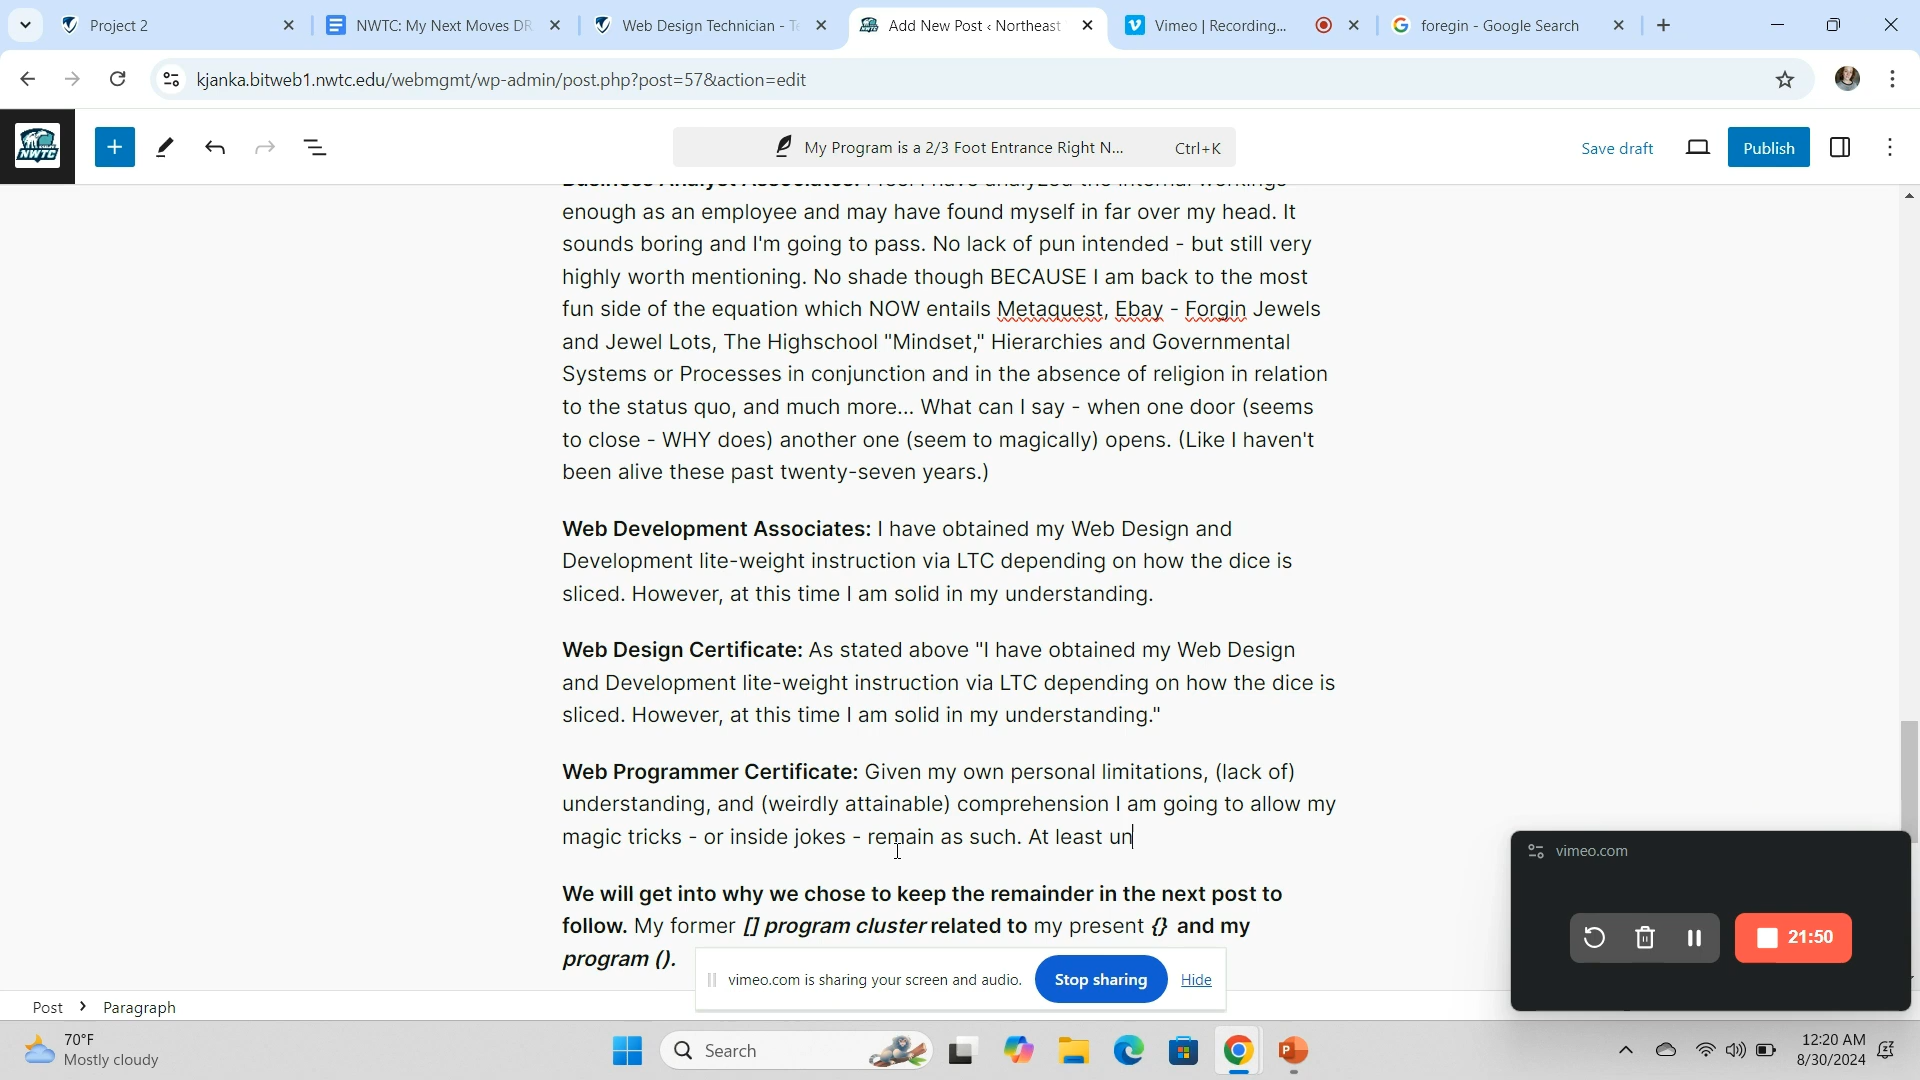 Project 2
NWTC: My Next Moves DR
Web Design Technician - Te
Add New Post ‹ Northeast
Vimeo | Recording...
foregin - Google Search
kjanka.bitweb1.nwtc.edu/webmgmt/wp-admin/post.php?post=57&action=edit
NWTC
My Program is a 2/3 Foot Entrance Right N...
Ctrl+K
Save draft
Publish
Business Analyst Associates: I feel I have analyzed the internal workings
enough as an employee and may have found myself in far over my head. It
sounds boring and I'm going to pass. No lack of pun intended - but still very
highly worth mentioning. No shade though BECAUSE I am back to the most
fun side of the equation which NOW entails Metaquest, Ebay - Forgin Jewels
and Jewel Lots, The Highschool "Mindset," Hierarchies and Governmental
Systems or Processes in conjunction and in the absence of religion in relation
to the status quo, and much more... What can I say - when one door (seems
to close - WHY does) another one (seem to magically) opens. (Like I haven't
been alive these past twenty-seven years.)
Web Development Associates: I have obtained my Web Design and
Development lite-weight instruction via LTC depending on how the dice is
sliced. However, at this time I am solid in my understanding.
Web Design Certificate: As stated above "I have obtained my Web Design
and Development lite-weight instruction via LTC depending on how the dice is
sliced. However, at this time I am solid in my understanding."
Web Programmer Certificate: Given my own personal limitations, (lack of)
understanding, and (weirdly attainable) comprehension I am going to allow my
magic tricks - or inside jokes - remain as such. At least un
We will get into why we chose to keep the remainder in the next post to
follow. My former [] program cluster related to my present {} and my
program ().
vimeo.com
21:50
vimeo.com is sharing your screen and audio.
Stop sharing
Hide
Post
Paragraph
70°F
Mostly cloudy
Search
12:20 AM
8/30/2024